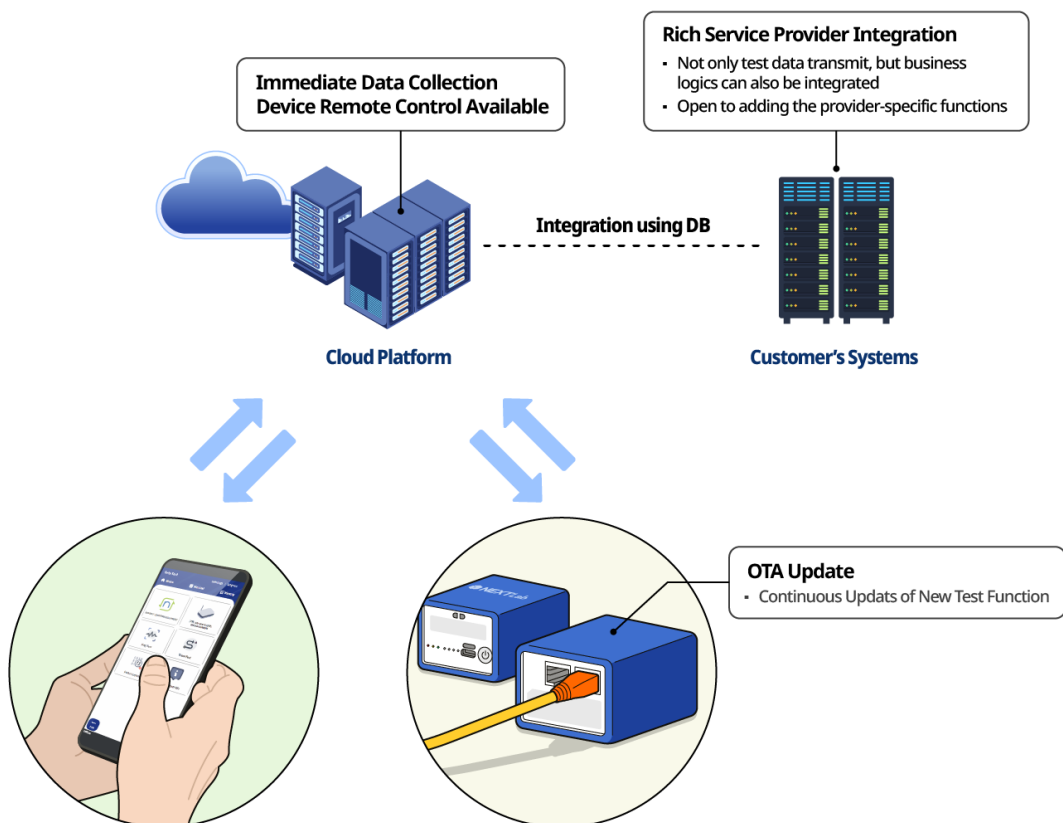 Rich Service Provider Integration
▪ Not only test data transmit, but business
logics can also be integrated
▪ Open to adding the provider-specific functions
Immediate Data Collection
Device Remote Control Available
Integration using DB
Cloud Platform
Customer's Systems
OTA Update
▪ Continuous Updats of New Test Function
NEXTLab